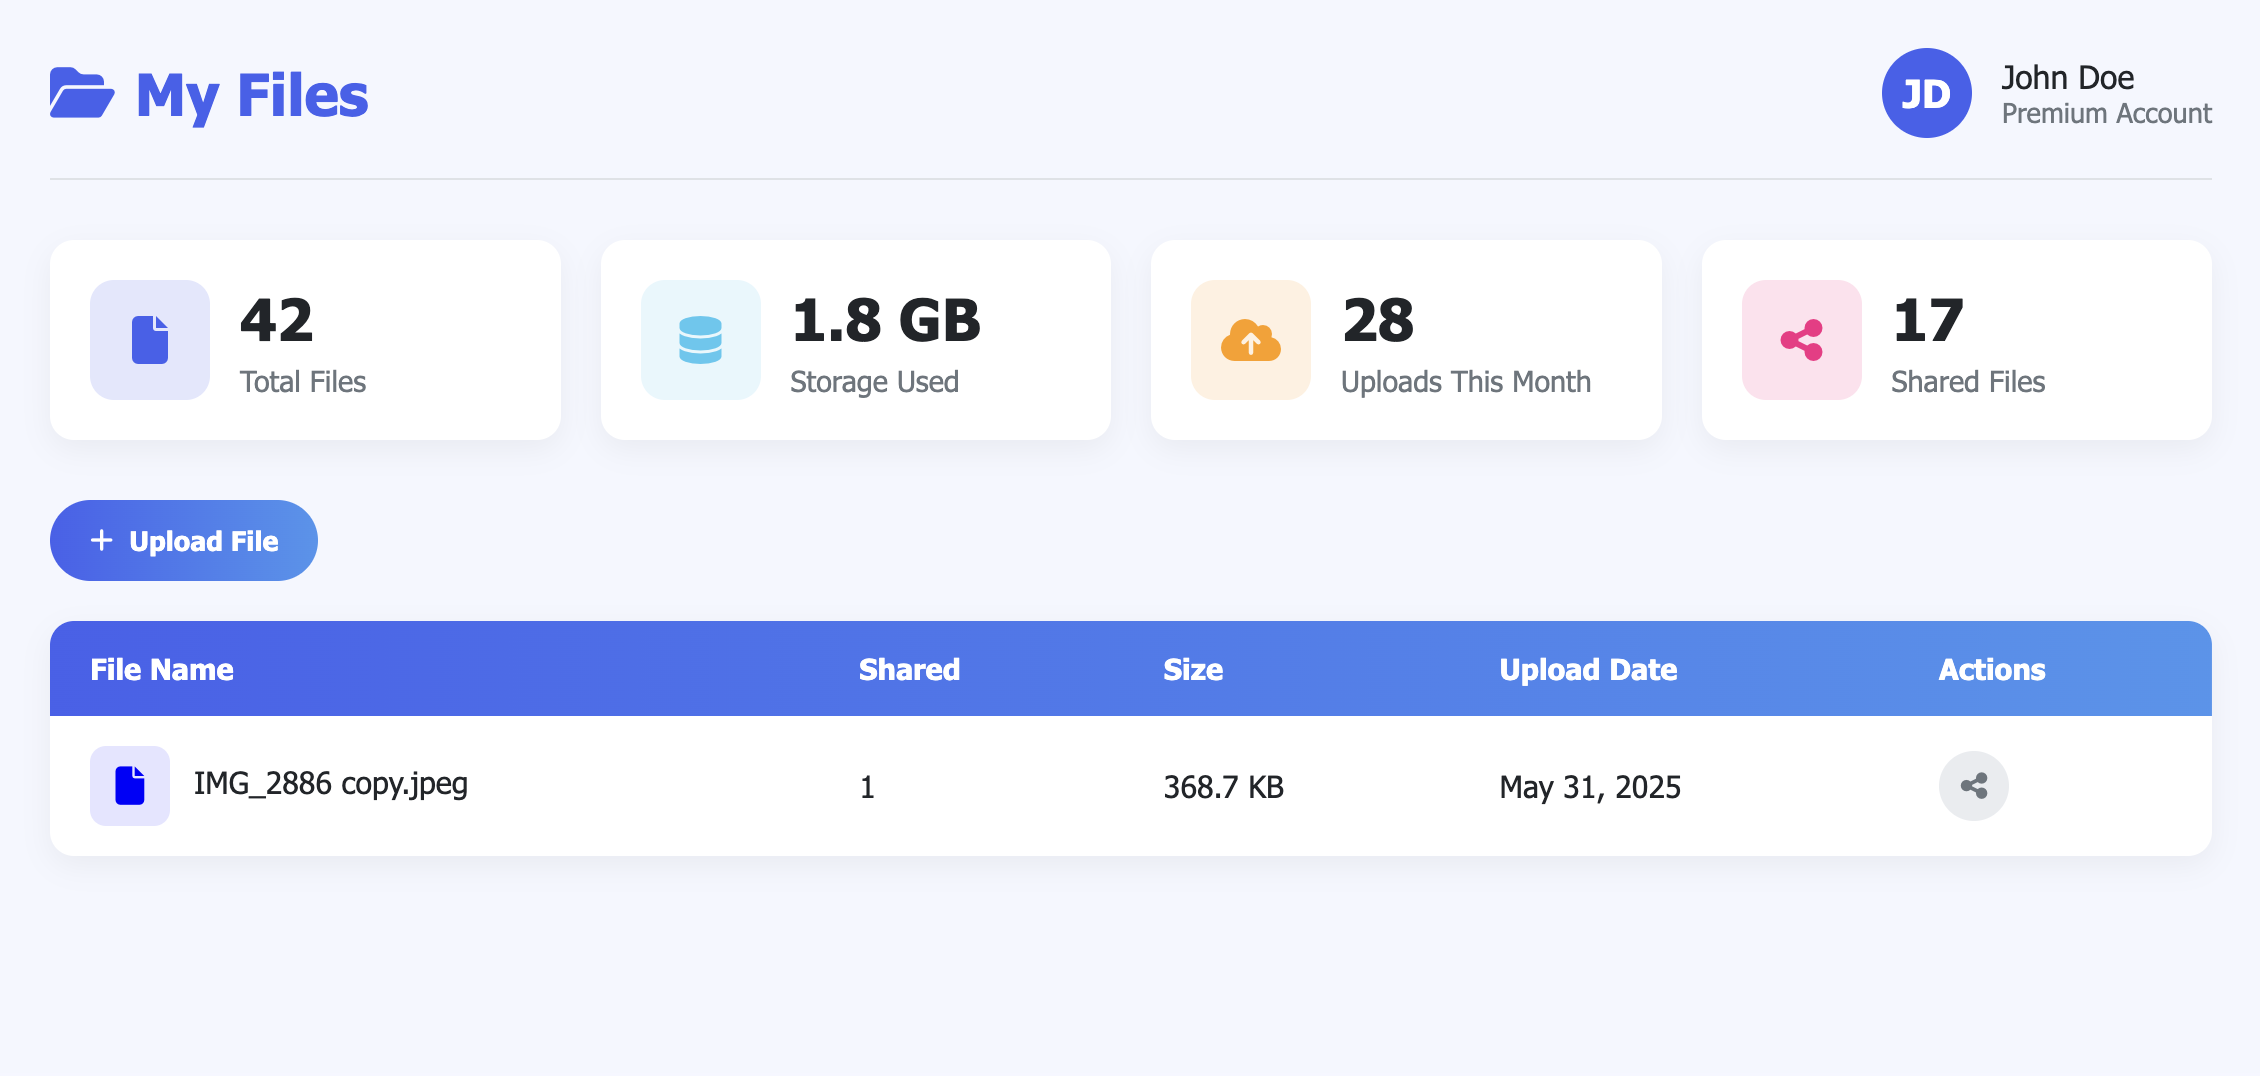 My Files
JD
John Doe
Premium Account
42
Total Files
1.8 GB
Storage Used
28
Uploads This Month
17
Shared Files
+ Upload File
File Name Shared Size Upload Date Actions
IMG_2886 copy.jpeg 1 368.7 KB May 31, 2025